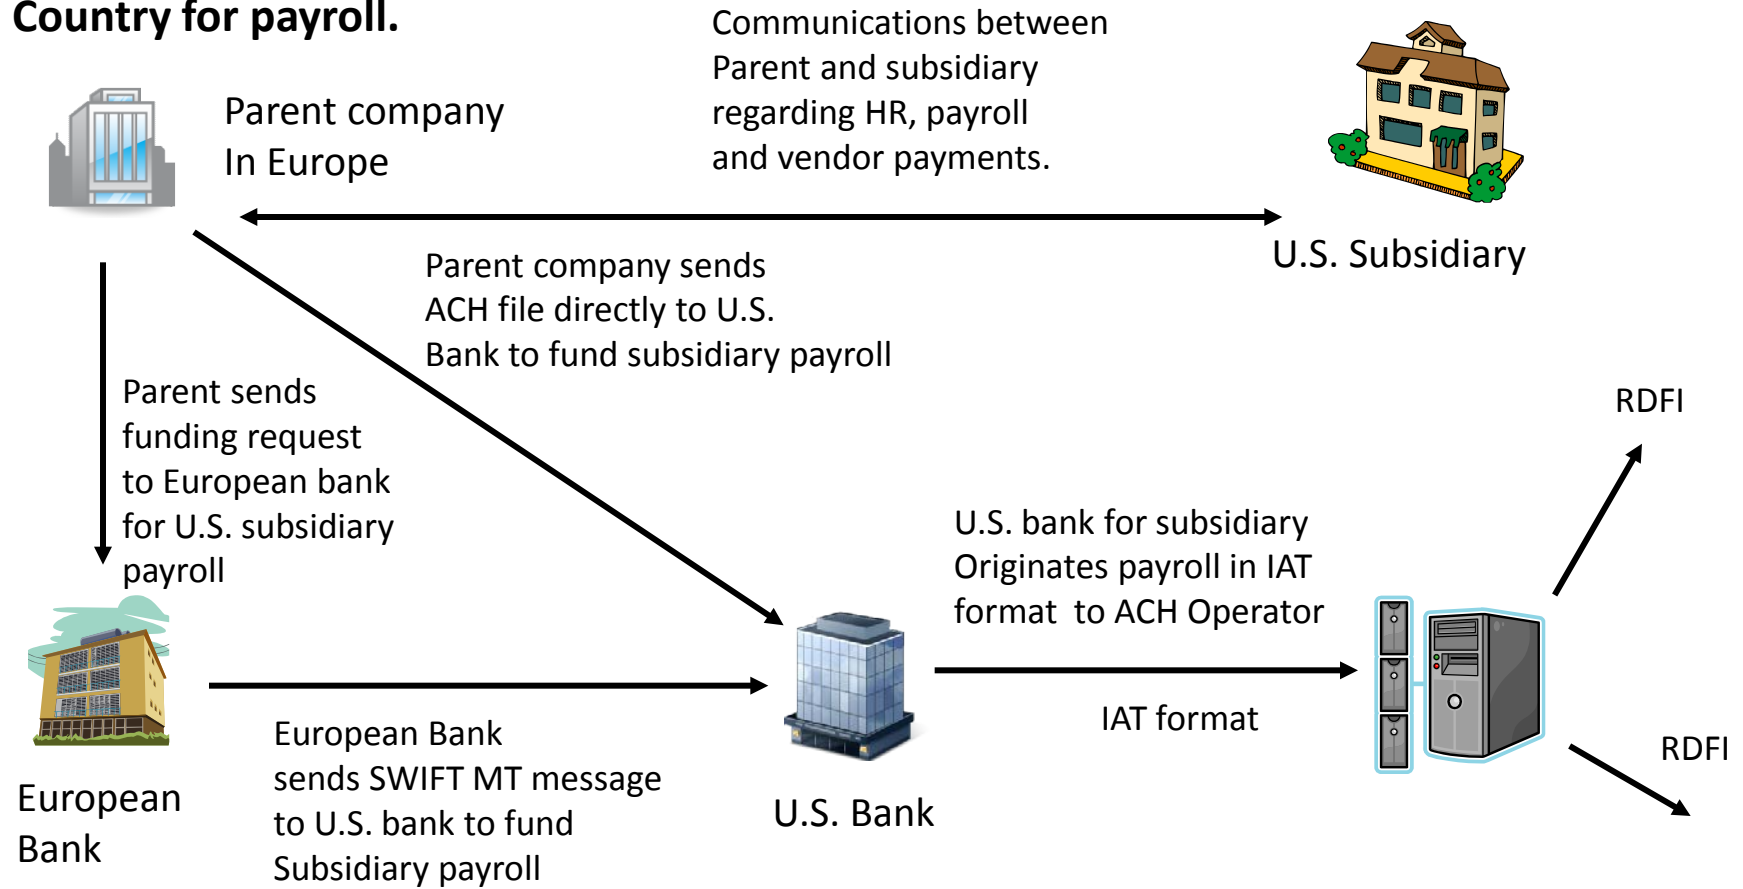 Country for payroll.
Communications between
Parent and subsidiary
regarding HR, payroll
and vendor payments.
Parent company
In Europe
U.S. Subsidiary
Parent company sends
ACH file directly to U.S.
Bank to fund subsidiary payroll
Parent sends
funding request
to European bank
for U.S. subsidiary
payroll
RDFI
U.S. bank for subsidiary
Originates payroll in IAT
format  to ACH Operator
IAT format
RDFI
European Bank
sends SWIFT MT message
to U.S. bank to fund
Subsidiary payroll
European
Bank
U.S. Bank